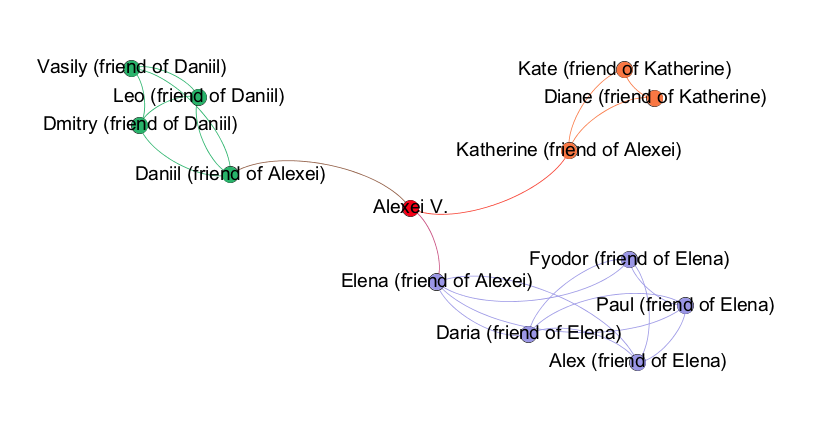 Vasily (friend of Daniil)
Kate (friend of Katherine)
Leo (friend of Daniil)
Diane (friend of Katherine)
Dmitry (friend of Daniil)
Katherine (friend of Alexei)
Daniil (friend of Alexei)
Alexei V.
Fyodor (friend of Elena)
Elena (friend of Alexei)
Paul (friend of Elena)
Daria (friend of Elena)
Alex (friend of Elena)